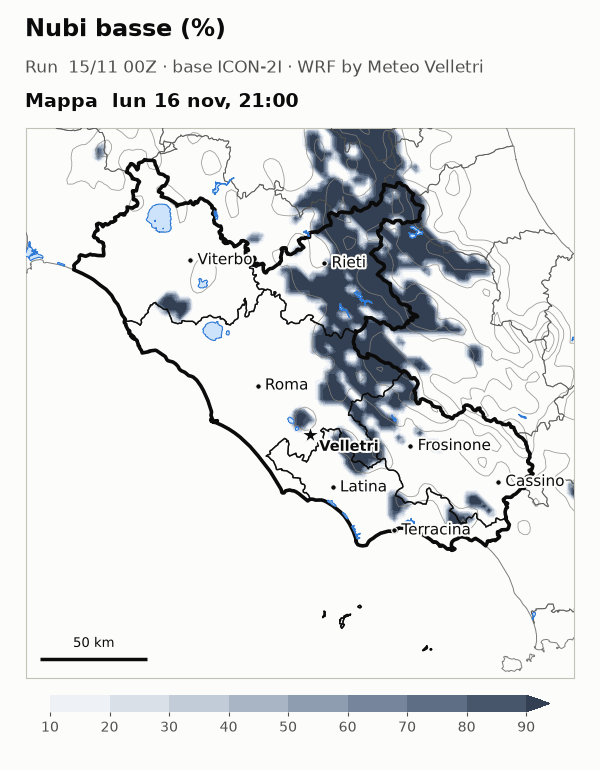 Nubi basse (%)
Run 15/11 00Z · base ICON-2I · WRF by Meteo Velletri
Mappa lun 16 nov, 21:00
Viterbo
Rieti
Roma
Velletri
Frosinone
Latina
Cassino
Terracina
50 km
10 20 30 40 50 60 70 80 90